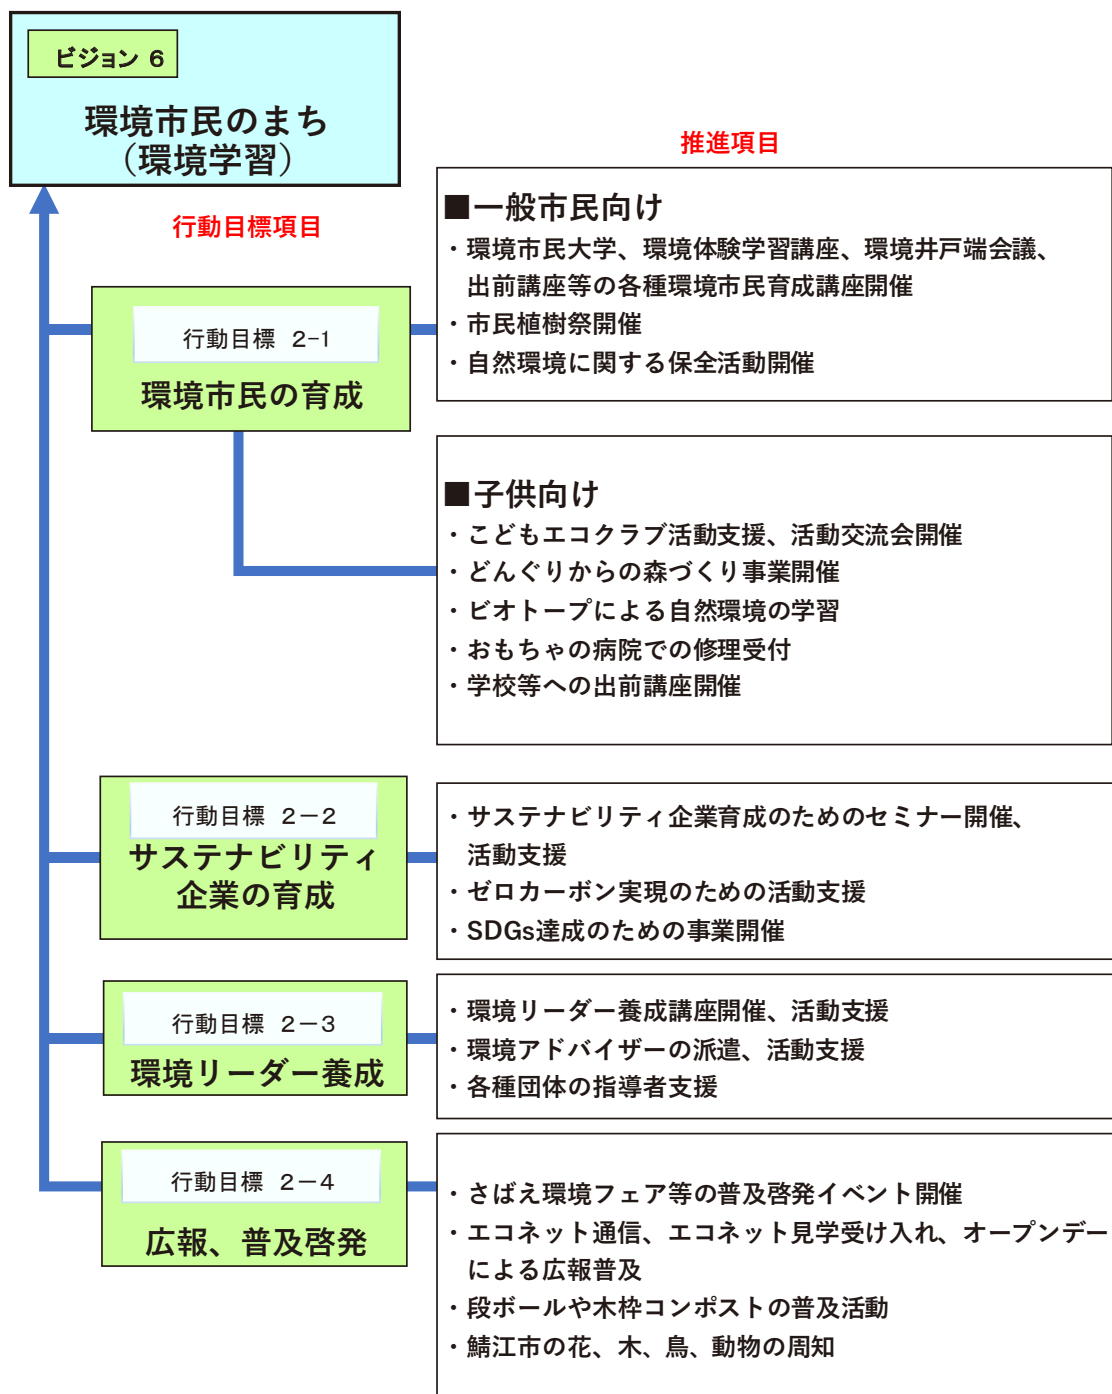 ビジョン 6
環境市民のまち
（環境学習）
推進項目
行動目標項目
■一般市民向け
・環境市民大学、環境体験学習講座、環境井戸端会議、
出前講座等の各種環境市民育成講座開催
・市民植樹祭開催
・自然環境に関する保全活動開催
行動目標 2-1
環境市民の育成
■子供向け
・こどもエコクラブ活動支援、活動交流会開催
・どんぐりからの森づくり事業開催
・ビオトープによる自然環境の学習
・おもちゃの病院での修理受付
・学校等への出前講座開催
行動目標 2－2
サステナビリティ
企業の育成
・サステナビリティ企業育成のためのセミナー開催、
活動支援
・ゼロカーボン実現のための活動支援
・SDGs達成のための事業開催
行動目標 2－3
環境リーダー養成
・環境リーダー養成講座開催、活動支援
・環境アドバイザーの派遣、活動支援
・各種団体の指導者支援
行動目標 2－4
広報、普及啓発
・さばえ環境フェア等の普及啓発イベント開催
・エコネット通信、エコネット見学受け入れ、オープンデー
による広報普及
・段ボールや木枠コンポストの普及活動
・鯖江市の花、木、鳥、動物の周知